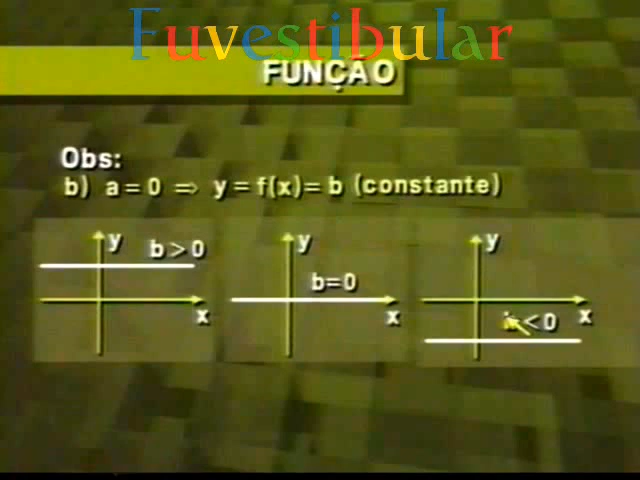 Fuvestibular
FUNÇÃO
Obs:
b) a = 0 ⇒ y = f(x) = b (constante)
y b > 0
x
y
b=0
x
y
< 0 x